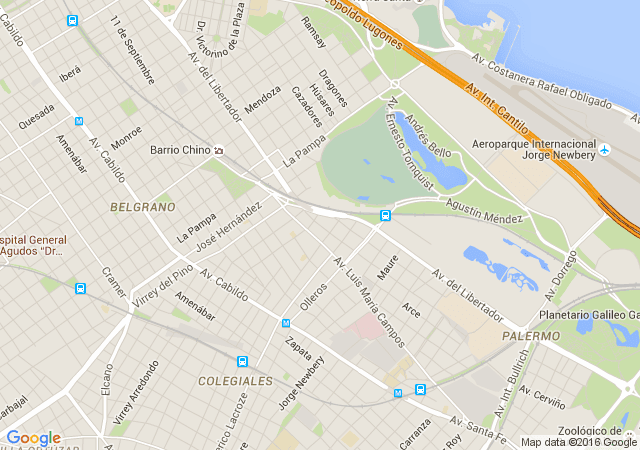 Cabildo
11 de Septiembre
Dr. Victorino de la Plaza
Ramsay
Leopoldo Lugones
Iberá
Av. del Libertador
Dragones
Húsares
Cazadores
Mendoza
Av. Int. Cantilo
Av. Costanera Rafael Obligado
Quesada
Monroe
Amenábar
Av. Cabildo
Barrio Chino
La Pampa
Av. Ernesto Tornquist
Andrés Bello
Aeroparque Internacional
Jorge Newbery
BELGRANO
La Pampa
José Hernández
Agustín Méndez
Hospital General
Agudos "Dr...
Virrey del Pino
Cramer
Av. Cabildo
Amenábar
Av. Luis María Campos
Maure
Arce
Olleros
Av. del Libertador
Av. Dorrego
Planetario Galileo Ga
PALERMO
Zapata
Av. Int. Bullrich
Elcano
Virrey Arredondo
COLEGIALES
Jorge Newbery
Av. Cerviño
Carbajal
erico Lacroze
Carranza
Av. Santa Fe
y Roy
Zoológico de
Google
Map data ©2016 Google